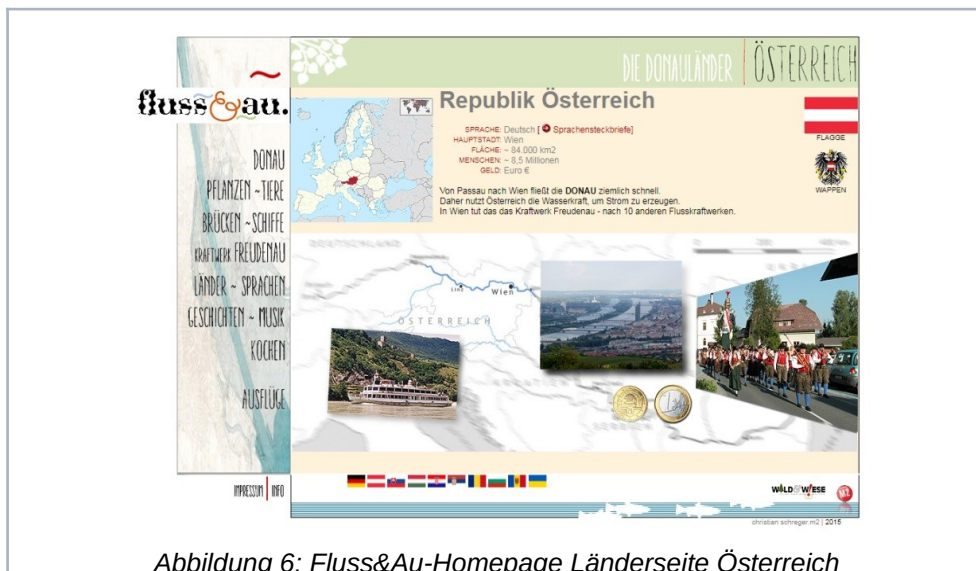 DIE DONAULÄNDER | ÖSTERREICH
fluss&au.
DONAU
PFLANZEN ~ TIERE
BRÜCKEN ~ SCHIFFE
KRAFTWERK FREUDENAU
LÄNDER ~ SPRACHEN
GESCHICHTEN ~ MUSIK
KOCHEN
AUSFLÜGE
IMPRESSUM | INFO
Republik Österreich
SPRACHE: Deutsch [ Sprachensteckbriefe]
HAUPTSTADT: Wien
FLÄCHE: ~ 84.000 km2
MENSCHEN: ~ 8,5 Millionen
GELD: Euro €
FLAGGE
WAPPEN
Von Passau nach Wien fließt die DONAU ziemlich schnell.
Daher nutzt Österreich die Wasserkraft, um Strom zu erzeugen.
In Wien tut das das Kraftwerk Freudenau - nach 10 anderen Flusskraftwerken.
DEUTSCHLAND
Linz
Wien
ÖSTERREICH
WILD&WIESE
M2
christian schreger.m2 | 2015
Abbildung 6: Fluss&Au-Homepage Länderseite Österreich